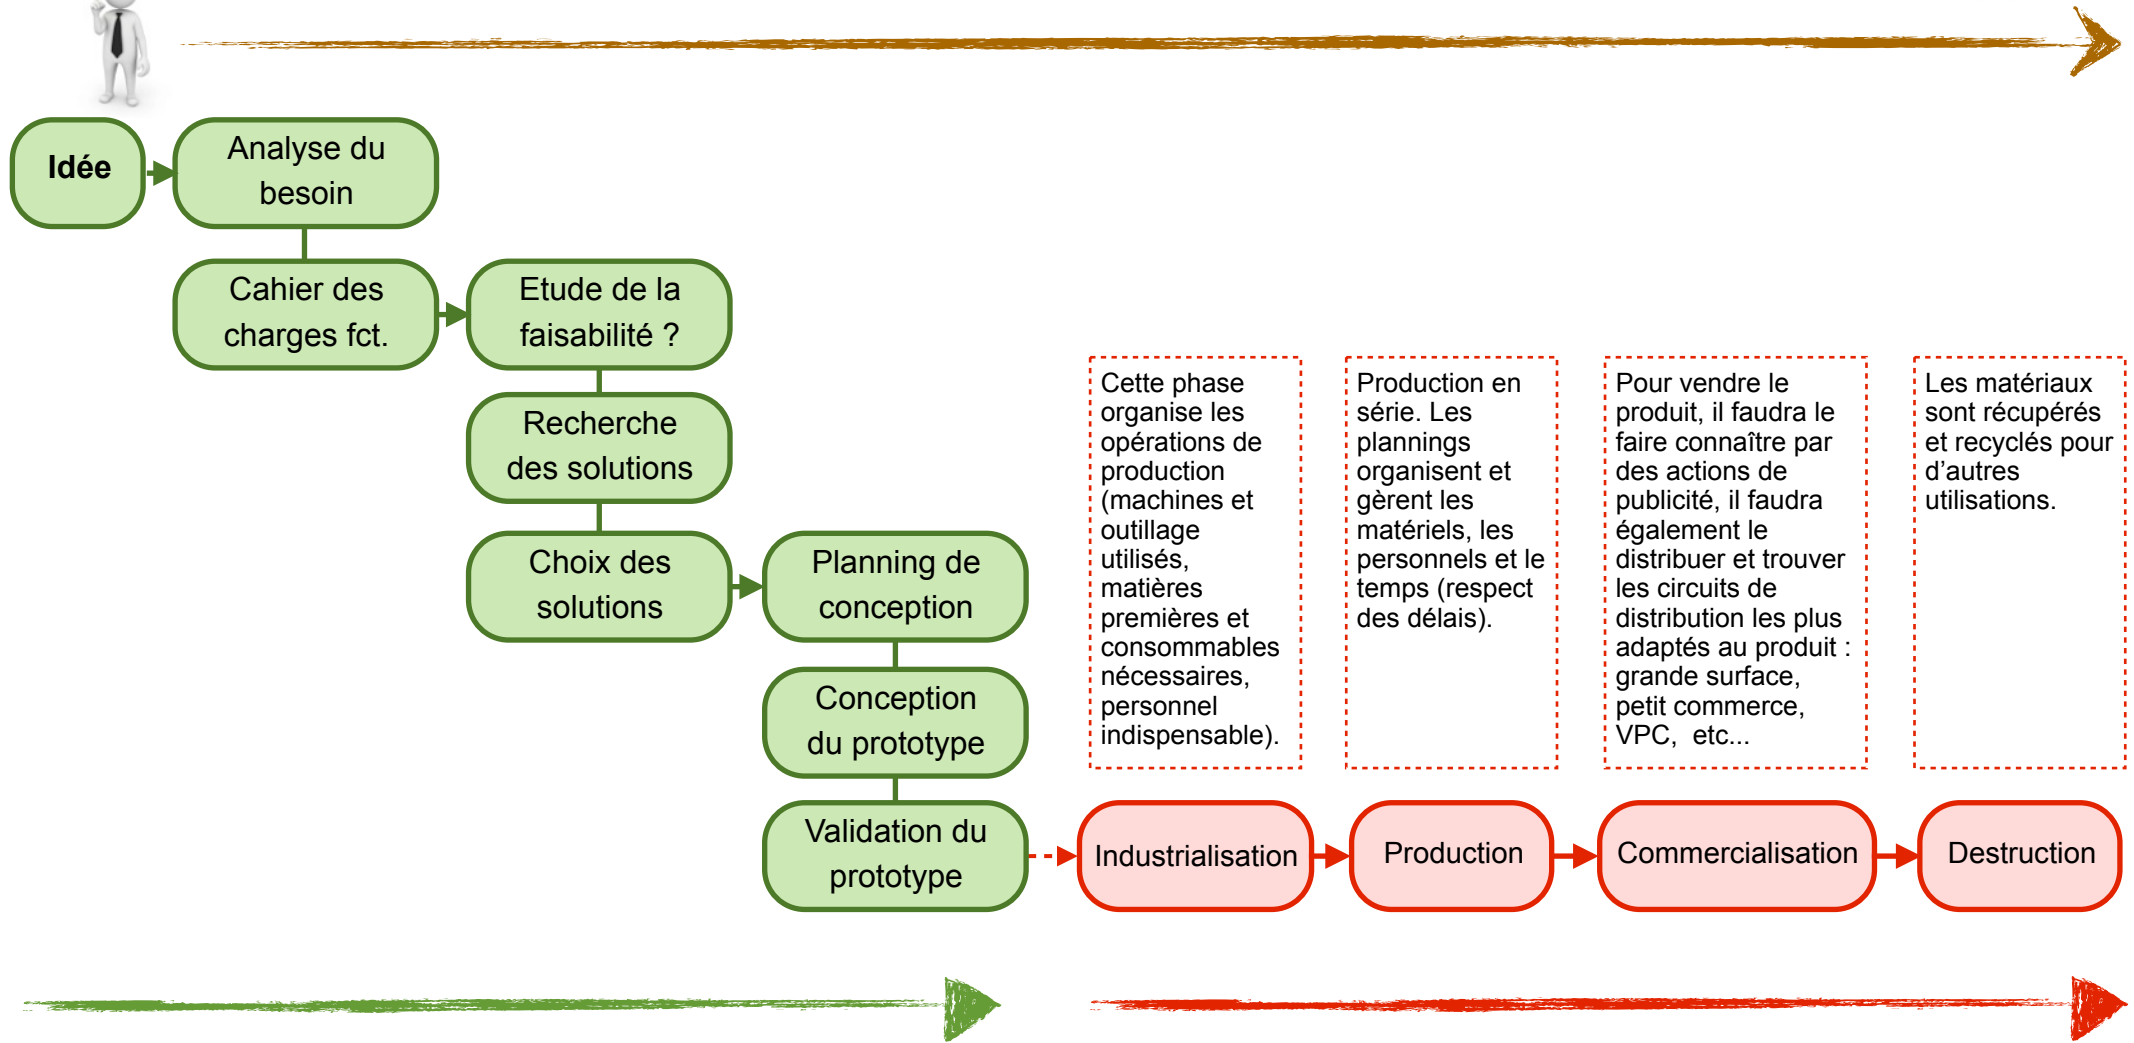 Idée
Analyse du
besoin
Cahier des
charges fct.
Etude de la
faisabilité ?
Recherche
des solutions
Choix des
solutions
Planning de
conception
Conception
du prototype
Validation du
prototype
Cette phase
organise les
opérations de
production
(machines et
outillage
utilisés,
matières
premières et
consommables
nécessaires,
personnel
indispensable).
Production en
série. Les
plannings
organisent et
gèrent les
matériels, les
personnels et le
temps (respect
des délais).
Pour vendre le
produit, il faudra le
faire connaître par
des actions de
publicité, il faudra
également le
distribuer et trouver
les circuits de
distribution les plus
adaptés au produit :
grande surface,
petit commerce,
VPC,  etc...
Les matériaux
sont récupérés
et recyclés pour
d’autres
utilisations.
Industrialisation
Production
Commercialisation
Destruction